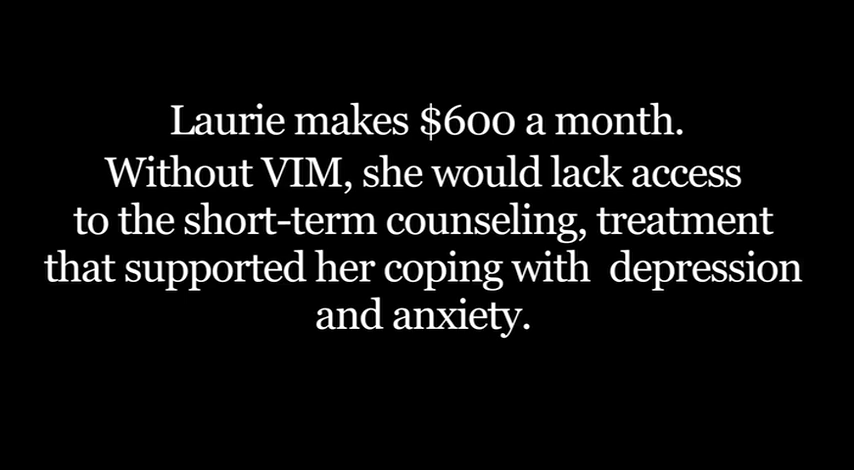 Laurie makes $600 a month.
Without VIM, she would lack access
to the short-term counseling, treatment
that supported her coping with  depression
and anxiety.